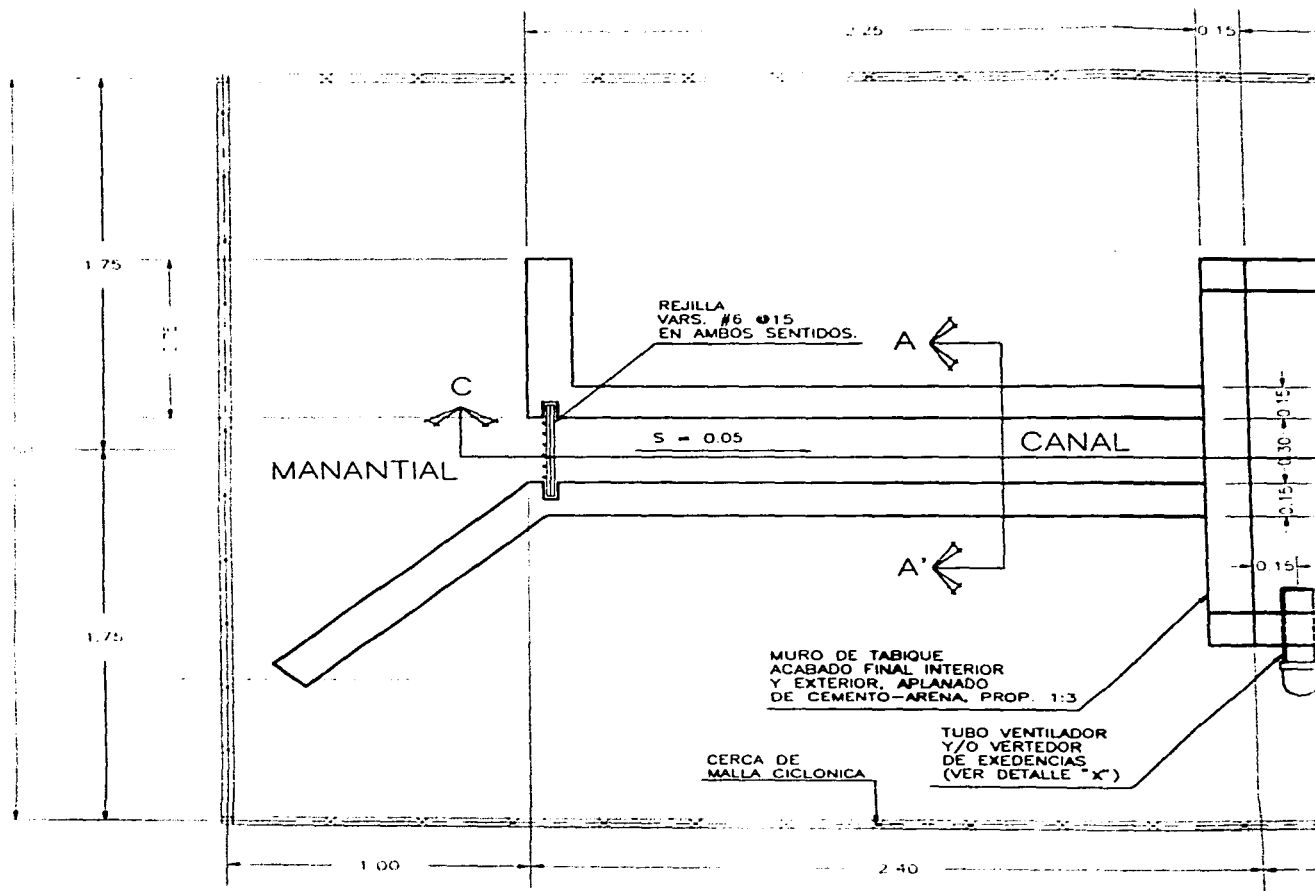 2.25
0.15
1.75
REJILLA
VARS. #6 @15
EN AMBOS SENTIDOS.
A
C
0.15
S = 0.05
CANAL
0.30
MANANTIAL
0.15
A'
0.15
1.75
MURO DE TABIQUE
ACABADO FINAL INTERIOR
Y EXTERIOR, APLANADO
DE CEMENTO-ARENA, PROP. 1:3
TUBO VENTILADOR
Y/O VERTEDOR
DE EXEDENCIAS
(VER DETALLE "X")
CERCA DE
MALLA CICLONICA
1.00
2.40